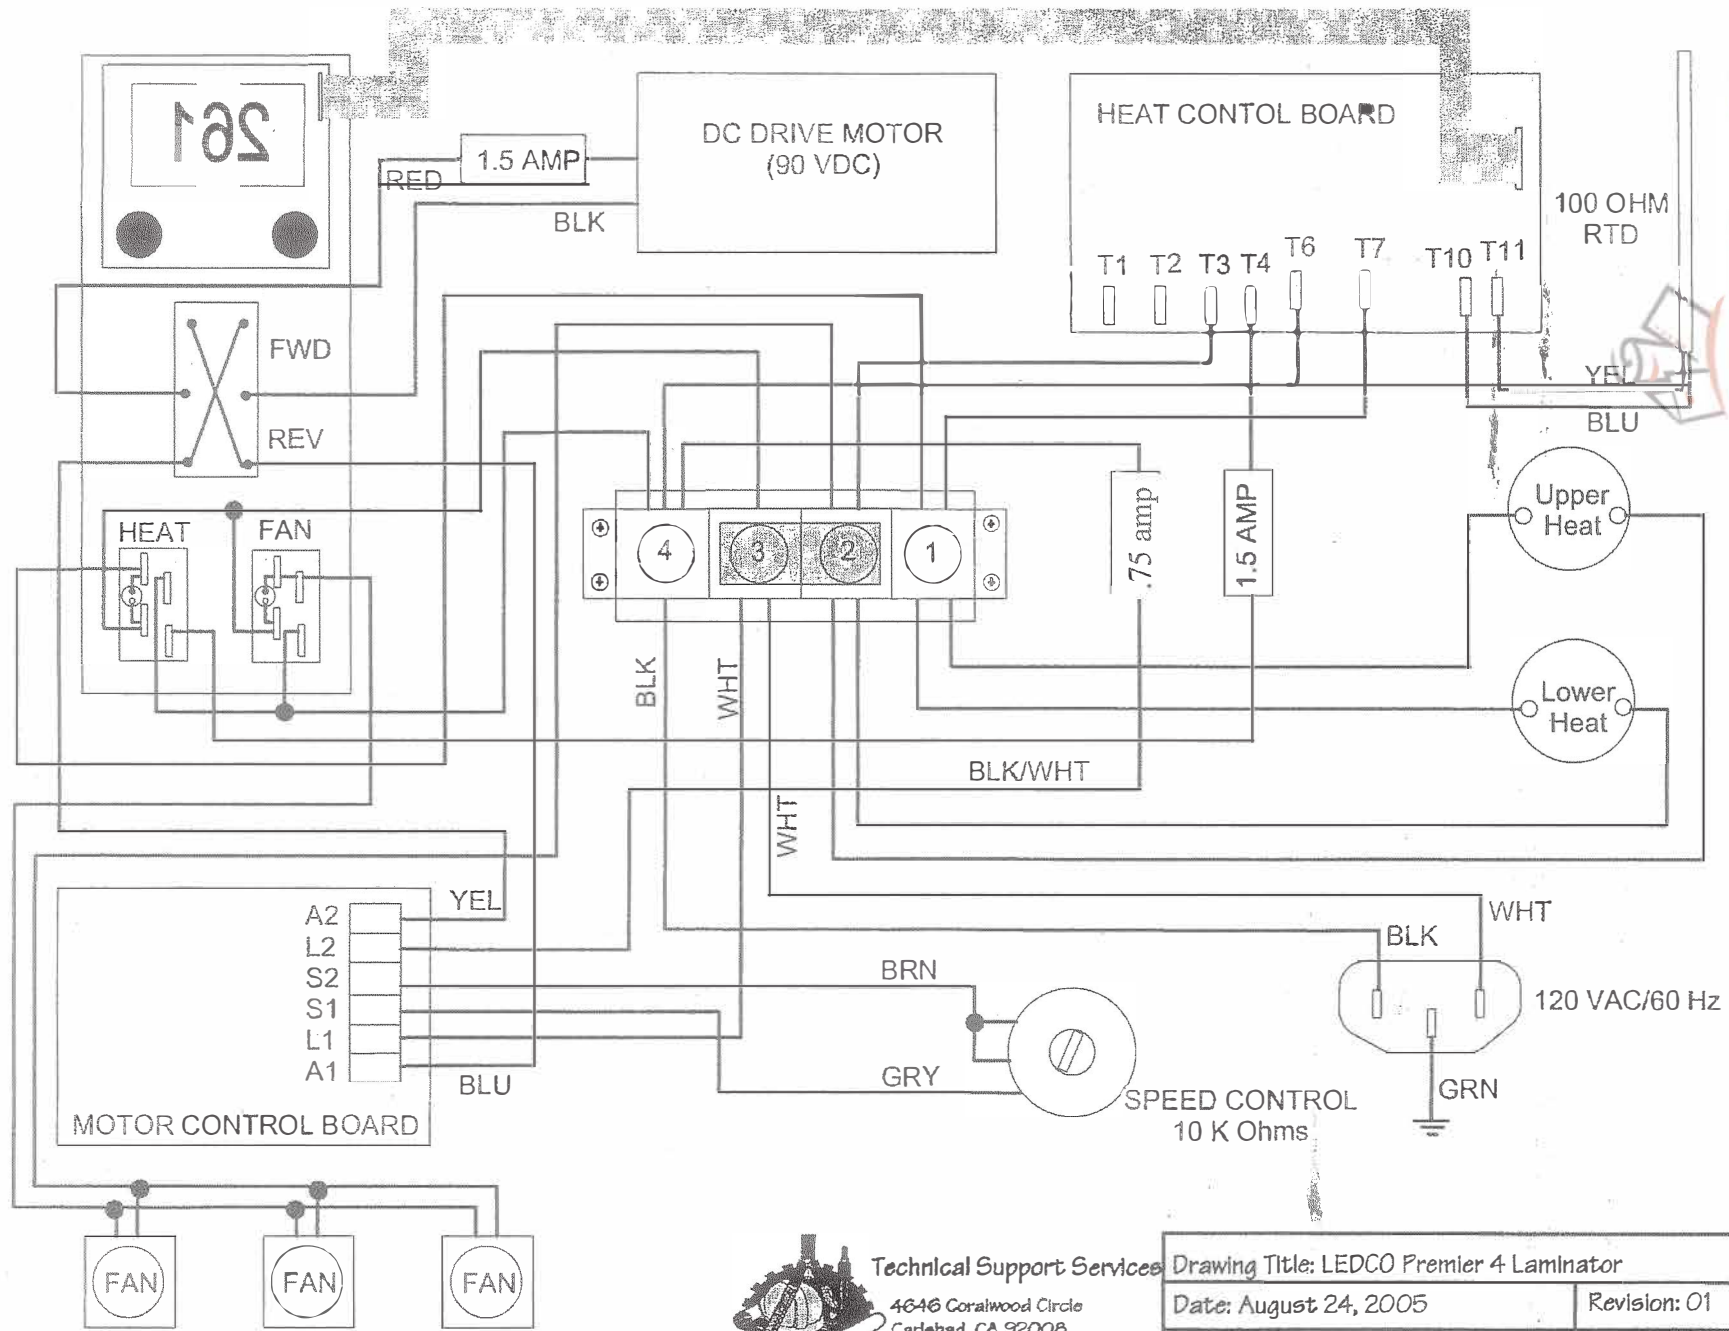 261
1.5 AMP
RED
BLK
DC DRIVE MOTOR
(90 VDC)
HEAT CONTOL BOARD
100 OHM
RTD
T1 T2 T3 T4 T6 T7 T10 T11
FWD
REV
YEL
BLU
HEAT
FAN
4 3 2 1
.75 amp
1.5 AMP
Upper
Heat
Lower
Heat
BLK
WHT
BLK/WHT
WHT
YEL
A2
L2
S2
S1
L1
A1
BLU
MOTOR CONTROL BOARD
BRN
GRY
SPEED CONTROL
10 K Ohms
WHT
BLK
120 VAC/60 Hz
GRN
FAN
FAN
FAN
Technical Support Services
4646 Coralwood Circle
Carlsbad, CA 92008
Drawing Title: LEDCO Premier 4 Laminator
Date: August 24, 2005
Revision: 01